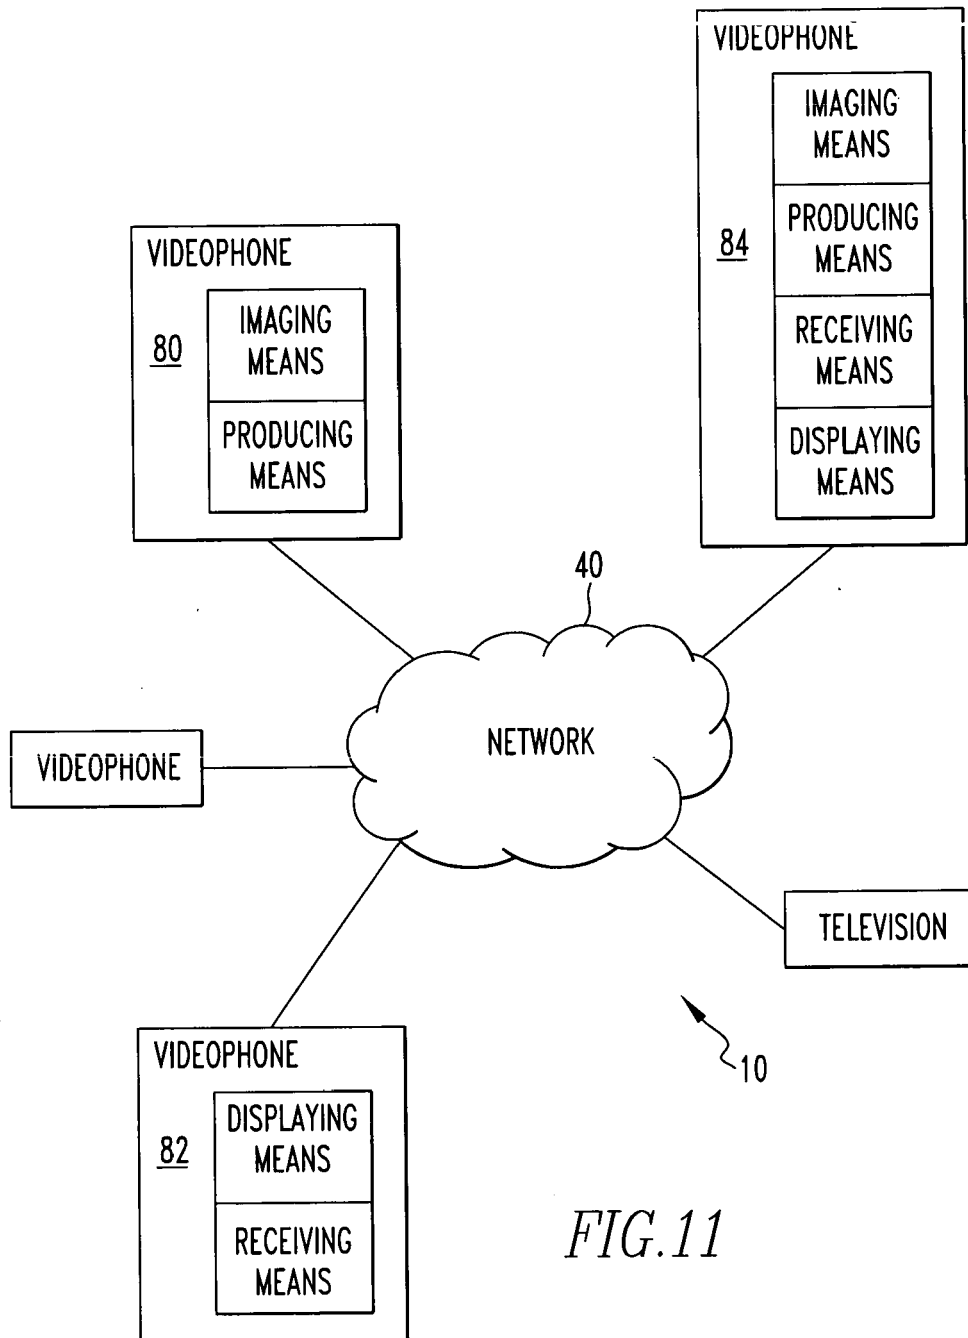 VIDEOPHONE
84
IMAGING
MEANS
PRODUCING
MEANS
RECEIVING
MEANS
DISPLAYING
MEANS
VIDEOPHONE
80
IMAGING
MEANS
PRODUCING
MEANS
40
NETWORK
VIDEOPHONE
TELEVISION
10
VIDEOPHONE
82
DISPLAYING
MEANS
RECEIVING
MEANS
FIG.11